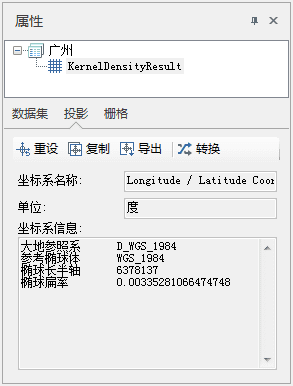 属性
广州
KernelDensityResult
数据集 投影 栅格
重设 复制 导出 转换
坐标系名称: Longitude / Latitude Coor
单位: 度
坐标系信息:
大地参照系 D_WGS_1984
参考椭球体 WGS_1984
椭球长半轴 6378137
椭球扁率 0.00335281066474748